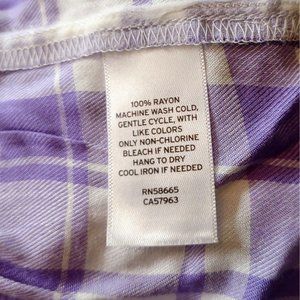 100% RAYON
MACHINE WASH COLD,
GENTLE CYCLE, WITH
LIKE COLORS
ONLY NON-CHLORINE
BLEACH IF NEEDED
HANG TO DRY
COOL IRON IF NEEDED
RN58665
CA57963